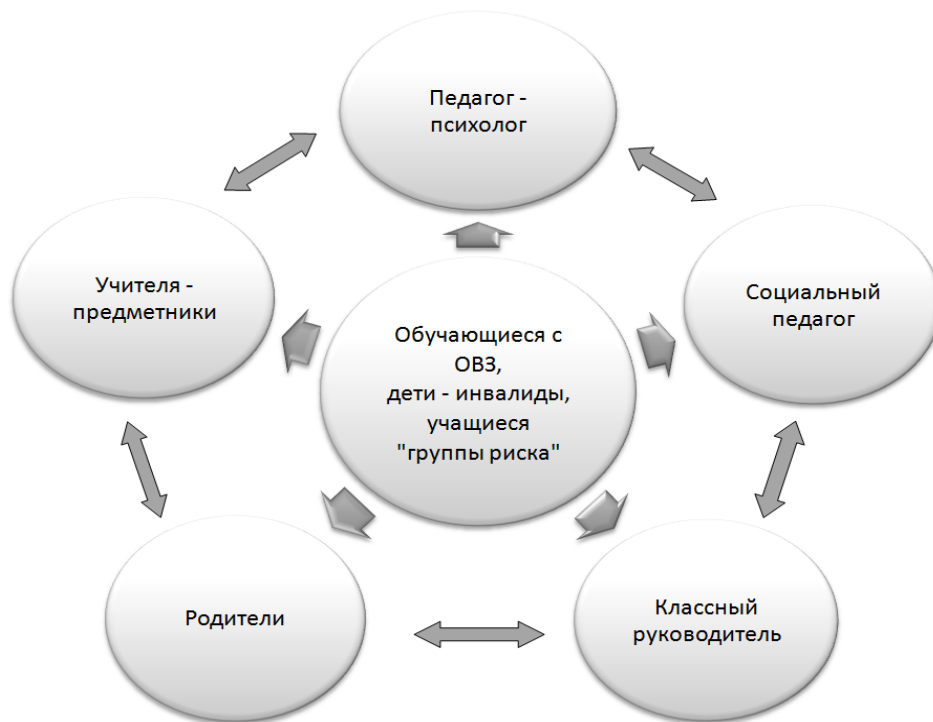 Педагог -
психолог
Учителя -
предметники
Социальный
педагог
Обучающиеся с
ОВЗ,
дети - инвалиды,
учащиеся
"группы риска"
Родители
Классный
руководитель